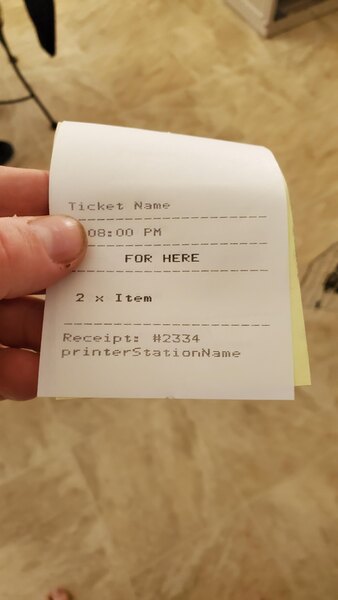 Ticket Name
08:00 PM
FOR HERE
2 x Item
Receipt: #2334
printerStationName